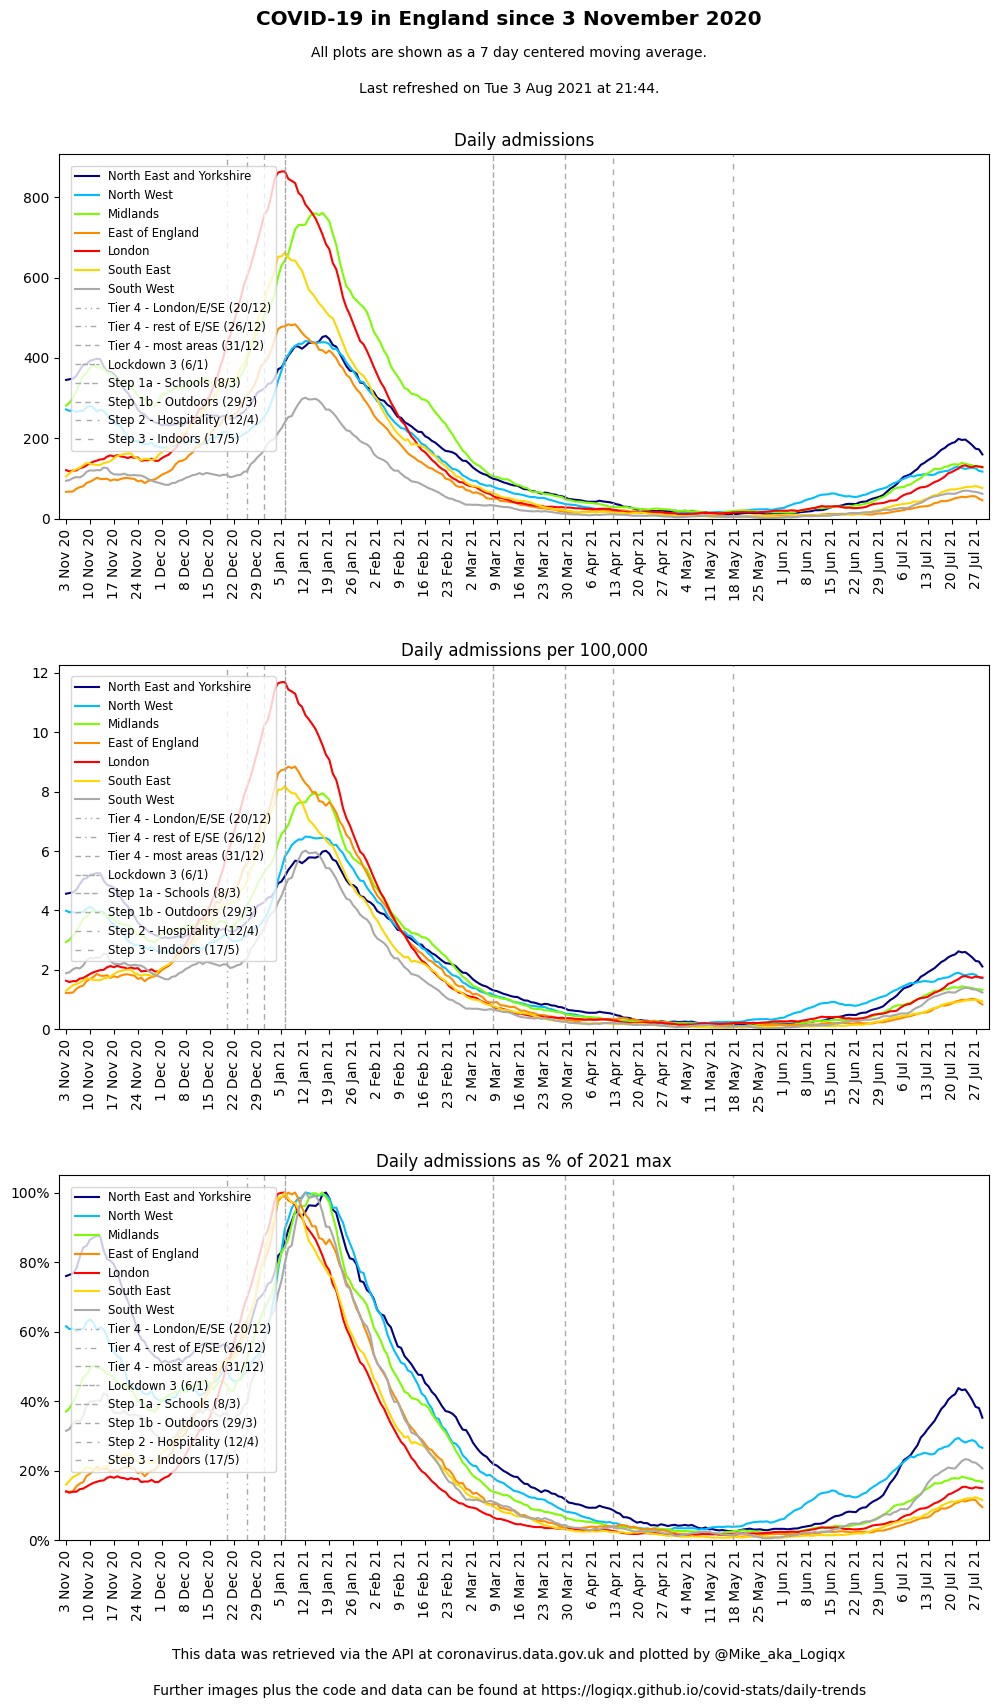 COVID-19 in England since 3 November 2020
All plots are shown as a 7 day centered moving average.
Last refreshed on Tue 3 Aug 2021 at 21:44.
Daily admissions
800
600
400
200
0
North East and Yorkshire
North West
Midlands
East of England
London
South East
South West
Tier 4 - London/E/SE (20/12)
Tier 4 - rest of E/SE (26/12)
Tier 4 - most areas (31/12)
Lockdown 3 (6/1)
Step 1a - Schools (8/3)
Step 1b - Outdoors (29/3)
Step 2 - Hospitality (12/4)
Step 3 - Indoors (17/5)
3 Nov 20
10 Nov 20
17 Nov 20
24 Nov 20
1 Dec 20
8 Dec 20
15 Dec 20
22 Dec 20
29 Dec 20
5 Jan 21
12 Jan 21
19 Jan 21
26 Jan 21
2 Feb 21
9 Feb 21
16 Feb 21
23 Feb 21
2 Mar 21
9 Mar 21
16 Mar 21
23 Mar 21
30 Mar 21
6 Apr 21
13 Apr 21
20 Apr 21
27 Apr 21
4 May 21
11 May 21
18 May 21
25 May 21
1 Jun 21
8 Jun 21
15 Jun 21
22 Jun 21
29 Jun 21
6 Jul 21
13 Jul 21
20 Jul 21
27 Jul 21
Daily admissions per 100,000
12
10
8
6
4
2
0
North East and Yorkshire
North West
Midlands
East of England
London
South East
South West
Tier 4 - London/E/SE (20/12)
Tier 4 - rest of E/SE (26/12)
Tier 4 - most areas (31/12)
Lockdown 3 (6/1)
Step 1a - Schools (8/3)
Step 1b - Outdoors (29/3)
Step 2 - Hospitality (12/4)
Step 3 - Indoors (17/5)
3 Nov 20
10 Nov 20
17 Nov 20
24 Nov 20
1 Dec 20
8 Dec 20
15 Dec 20
22 Dec 20
29 Dec 20
5 Jan 21
12 Jan 21
19 Jan 21
26 Jan 21
2 Feb 21
9 Feb 21
16 Feb 21
23 Feb 21
2 Mar 21
9 Mar 21
16 Mar 21
23 Mar 21
30 Mar 21
6 Apr 21
13 Apr 21
20 Apr 21
27 Apr 21
4 May 21
11 May 21
18 May 21
25 May 21
1 Jun 21
8 Jun 21
15 Jun 21
22 Jun 21
29 Jun 21
6 Jul 21
13 Jul 21
20 Jul 21
27 Jul 21
Daily admissions as % of 2021 max
100%
80%
60%
40%
20%
0%
North East and Yorkshire
North West
Midlands
East of England
London
South East
South West
Tier 4 - London/E/SE (20/12)
Tier 4 - rest of E/SE (26/12)
Tier 4 - most areas (31/12)
Lockdown 3 (6/1)
Step 1a - Schools (8/3)
Step 1b - Outdoors (29/3)
Step 2 - Hospitality (12/4)
Step 3 - Indoors (17/5)
3 Nov 20
10 Nov 20
17 Nov 20
24 Nov 20
1 Dec 20
8 Dec 20
15 Dec 20
22 Dec 20
29 Dec 20
5 Jan 21
12 Jan 21
19 Jan 21
26 Jan 21
2 Feb 21
9 Feb 21
16 Feb 21
23 Feb 21
2 Mar 21
9 Mar 21
16 Mar 21
23 Mar 21
30 Mar 21
6 Apr 21
13 Apr 21
20 Apr 21
27 Apr 21
4 May 21
11 May 21
18 May 21
25 May 21
1 Jun 21
8 Jun 21
15 Jun 21
22 Jun 21
29 Jun 21
6 Jul 21
13 Jul 21
20 Jul 21
27 Jul 21
This data was retrieved via the API at coronavirus.data.gov.uk and plotted by @Mike_aka_Logiqx
Further images plus the code and data can be found at https://logiqx.github.io/covid-stats/daily-trends